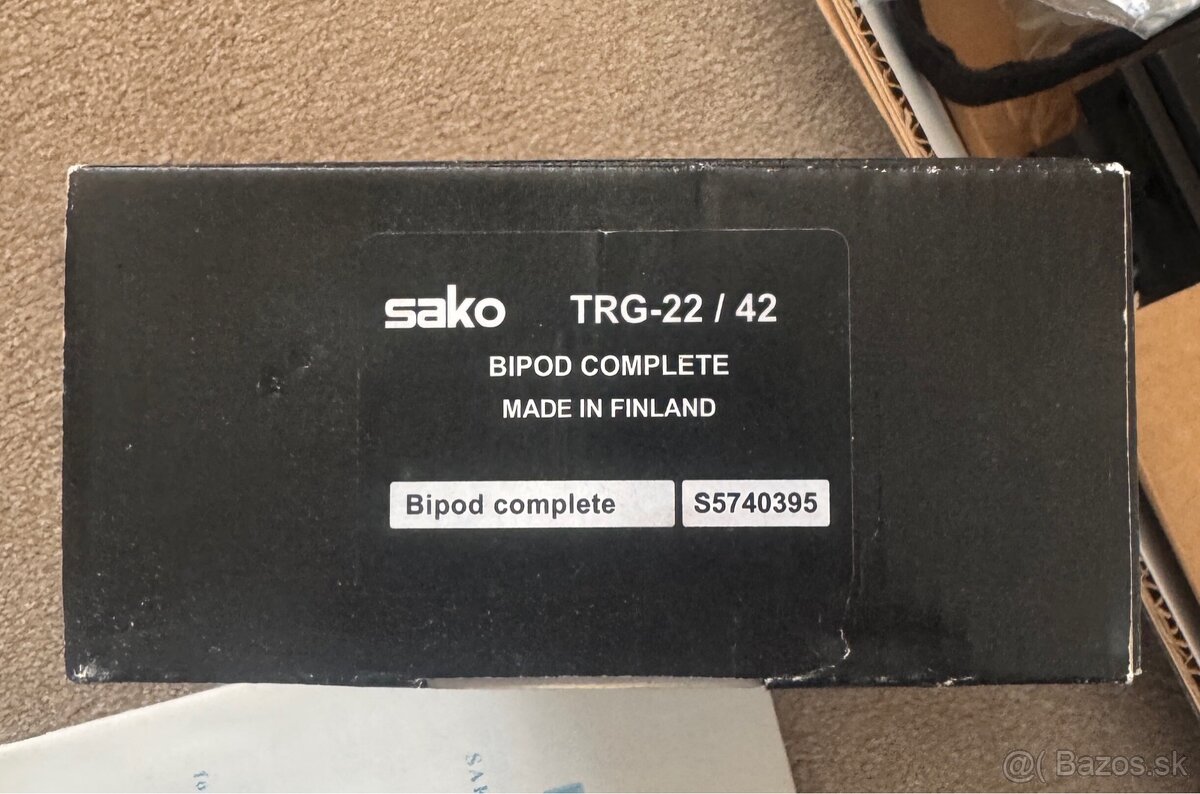 sako TRG-22 / 42
BIPOD COMPLETE
MADE IN FINLAND
Bipod complete S5740395
@( Bazos.sk